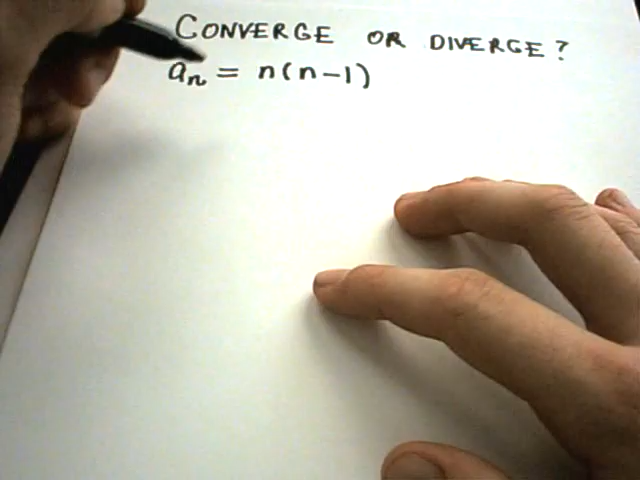 CONVERGE OR DIVERGE?
aₙ = n(n-1)